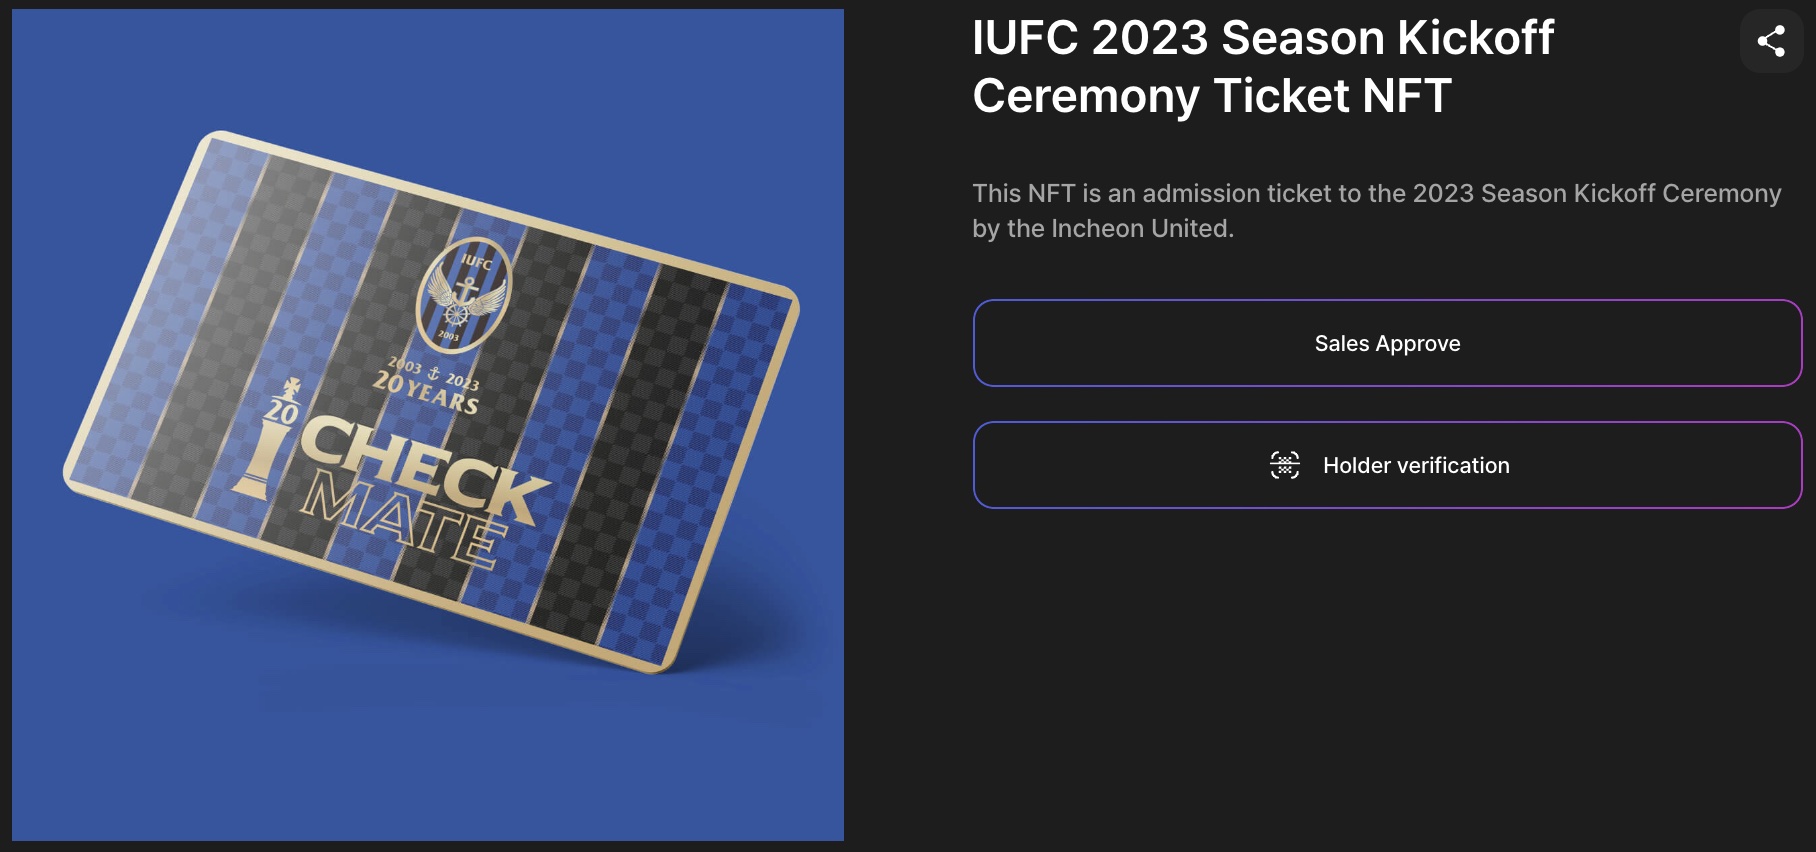 IUFC
2003
2003 2023
20 YEARS
20
CHECK
MATE
IUFC 2023 Season Kickoff
Ceremony Ticket NFT
This NFT is an admission ticket to the 2023 Season Kickoff Ceremony
by the Incheon United.
Sales Approve
Holder verification